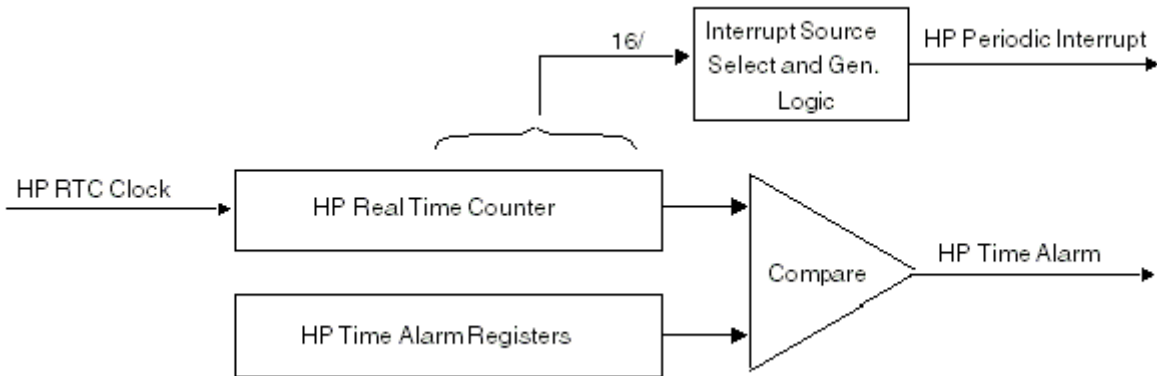 16/
Interrupt Source
Select and Gen.
Logic
HP Periodic Interrupt
HP RTC Clock
HP Real Time Counter
HP Time Alarm Registers
Compare
HP Time Alarm